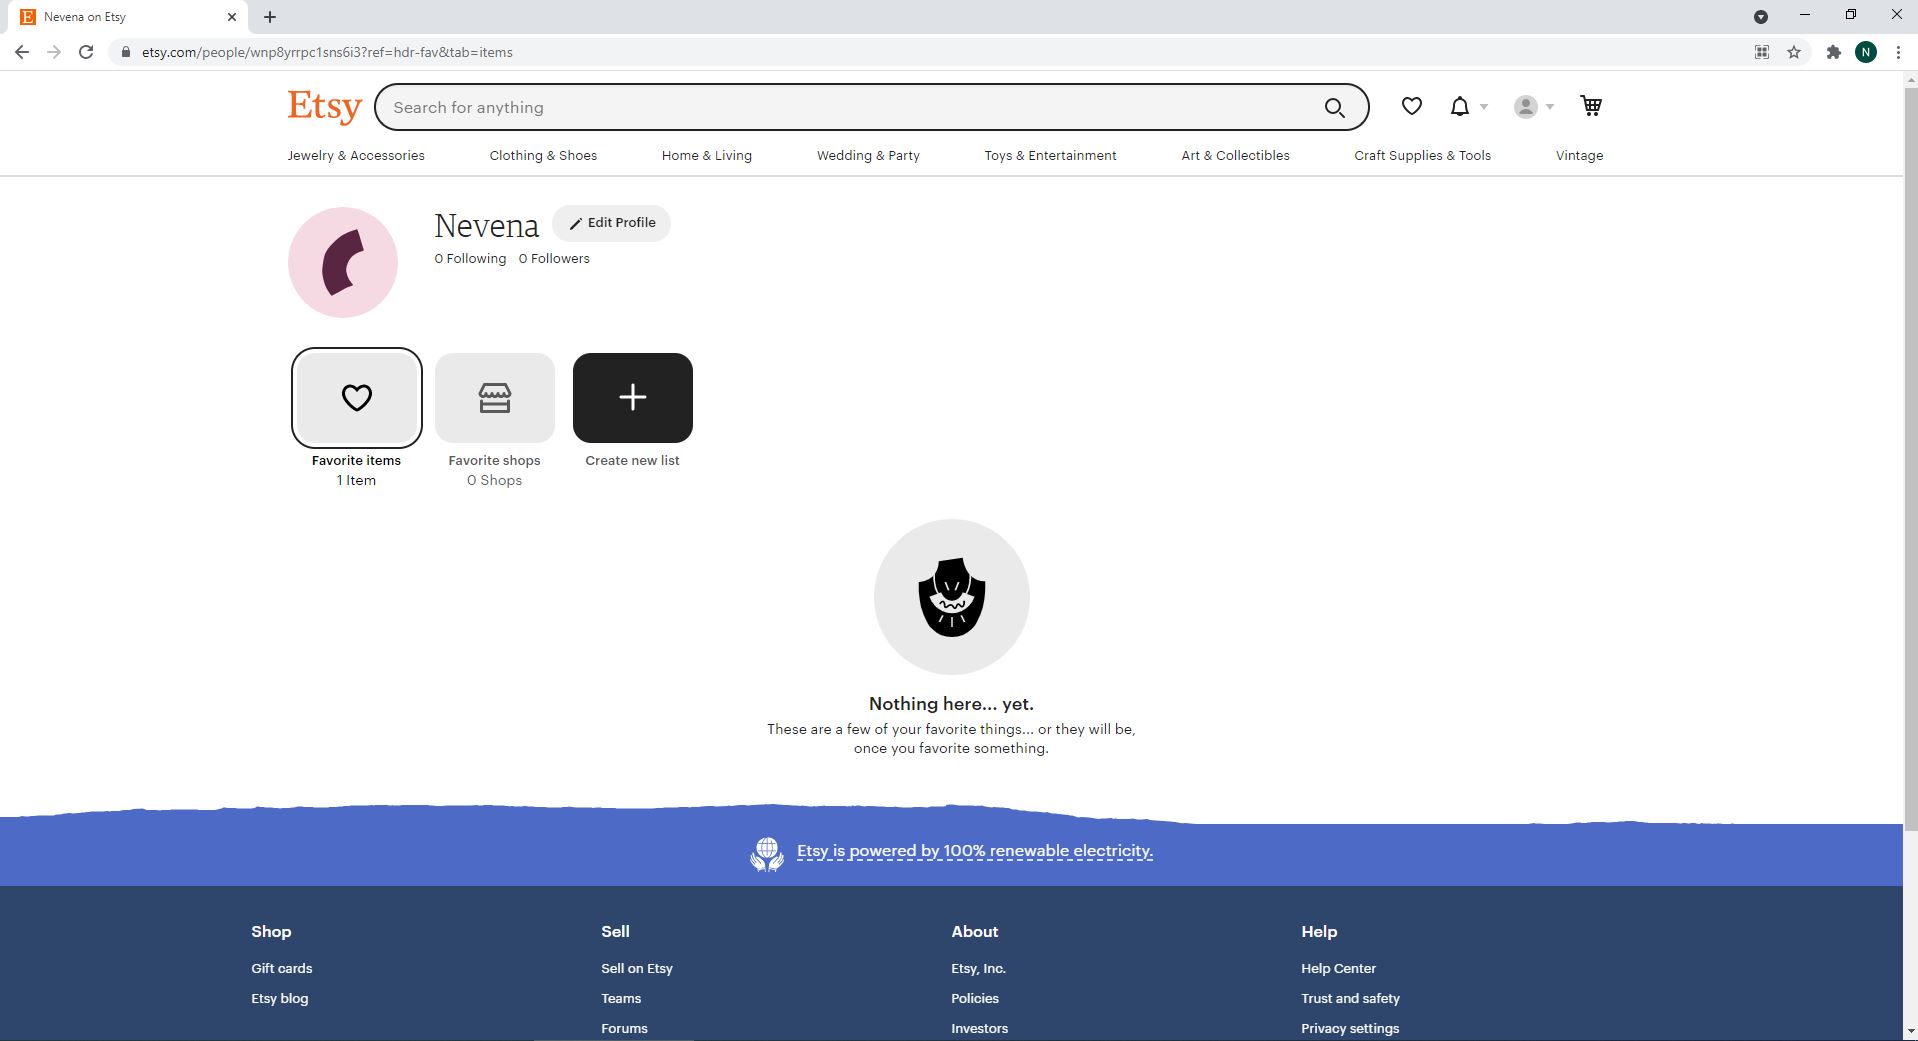 Nevena on Etsy
etsy.com/people/wnp8yrrpc1sns6i3?ref=hdr-fav&tab=items
N
Etsy
Search for anything
Jewelry & Accessories
Clothing & Shoes
Home & Living
Wedding & Party
Toys & Entertainment
Art & Collectibles
Craft Supplies & Tools
Vintage
Nevena
Edit Profile
0 Following 0 Followers
Favorite items
1 Item
Favorite shops
0 Shops
Create new list
Nothing here... yet.
These are a few of your favorite things... or they will be,
once you favorite something.
Etsy is powered by 100% renewable electricity.
Shop
Gift cards
Etsy blog
Sell
Sell on Etsy
Teams
Forums
About
Etsy, Inc.
Policies
Investors
Help
Help Center
Trust and safety
Privacy settings